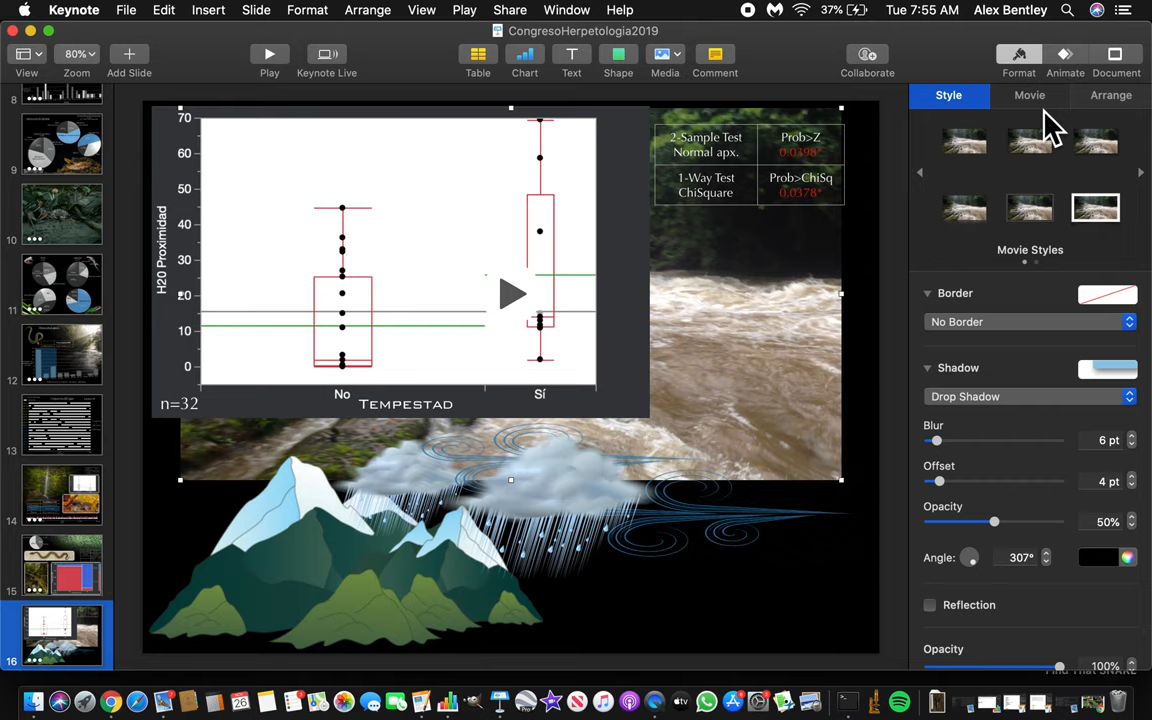 Keynote File Edit Insert Slide Format Arrange View Play Share Window Help 37% Tue 7:55 AM Alex Bentley
CongresoHerpetologia2019
80%
View Zoom Add Slide Play Keynote Live Table Chart Text Shape Media Comment Collaborate Format Animate Document
Style Movie Arrange
Movie Styles
Border
No Border
Shadow
Drop Shadow
Blur
6 pt
Offset
4 pt
Opacity
50%
Angle: 307°
Reflection
Opacity
100%
8
9
10
11
12
13
14
15
16
70
60
50
40
30
20
10
0
H20 Proximidad
No Sí
n=32 Tempestad
2-Sample Test Prob>Z
Normal apx. 0.0398*
1-Way Test Prob>ChiSq
ChiSquare 0.0378*
Find That SNAKE
26